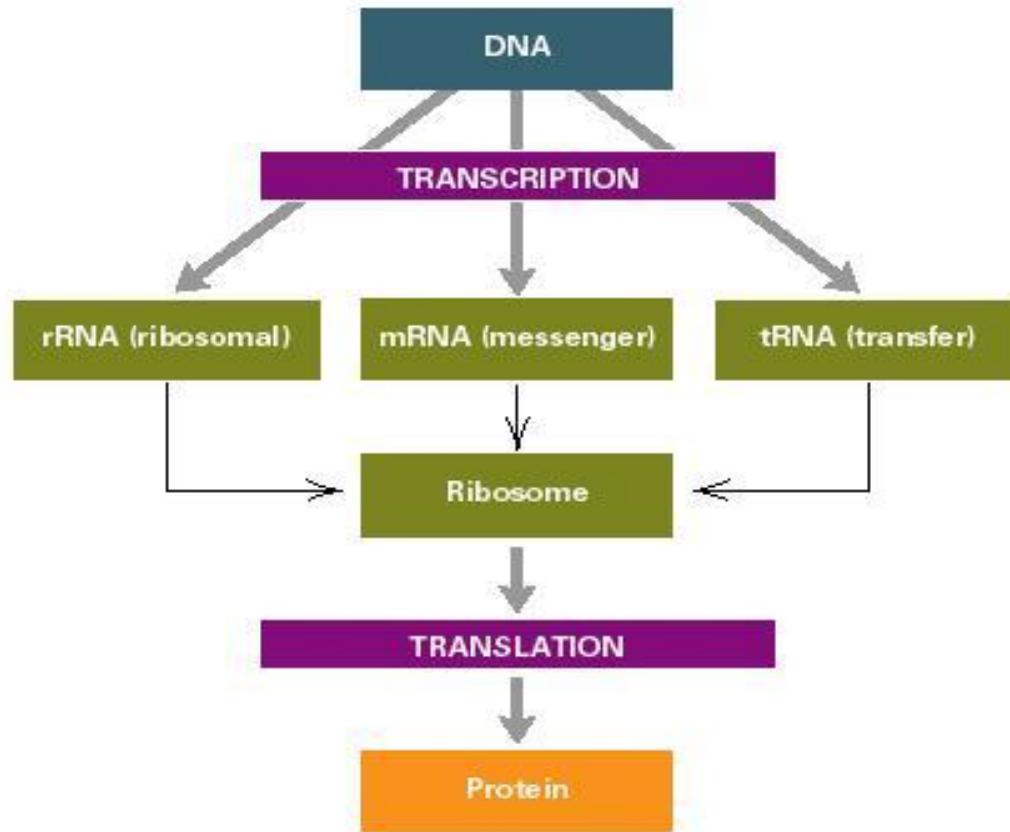 DNA
TRANSCRIPTION
rRNA (ribosomal)
mRNA (messenger)
tRNA (transfer)
Ribosome
TRANSLATION
Protein